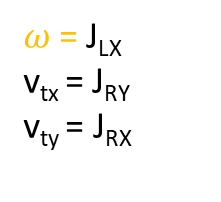 ω = J_LX
v_tx = J_RY
v_ty = J_RX